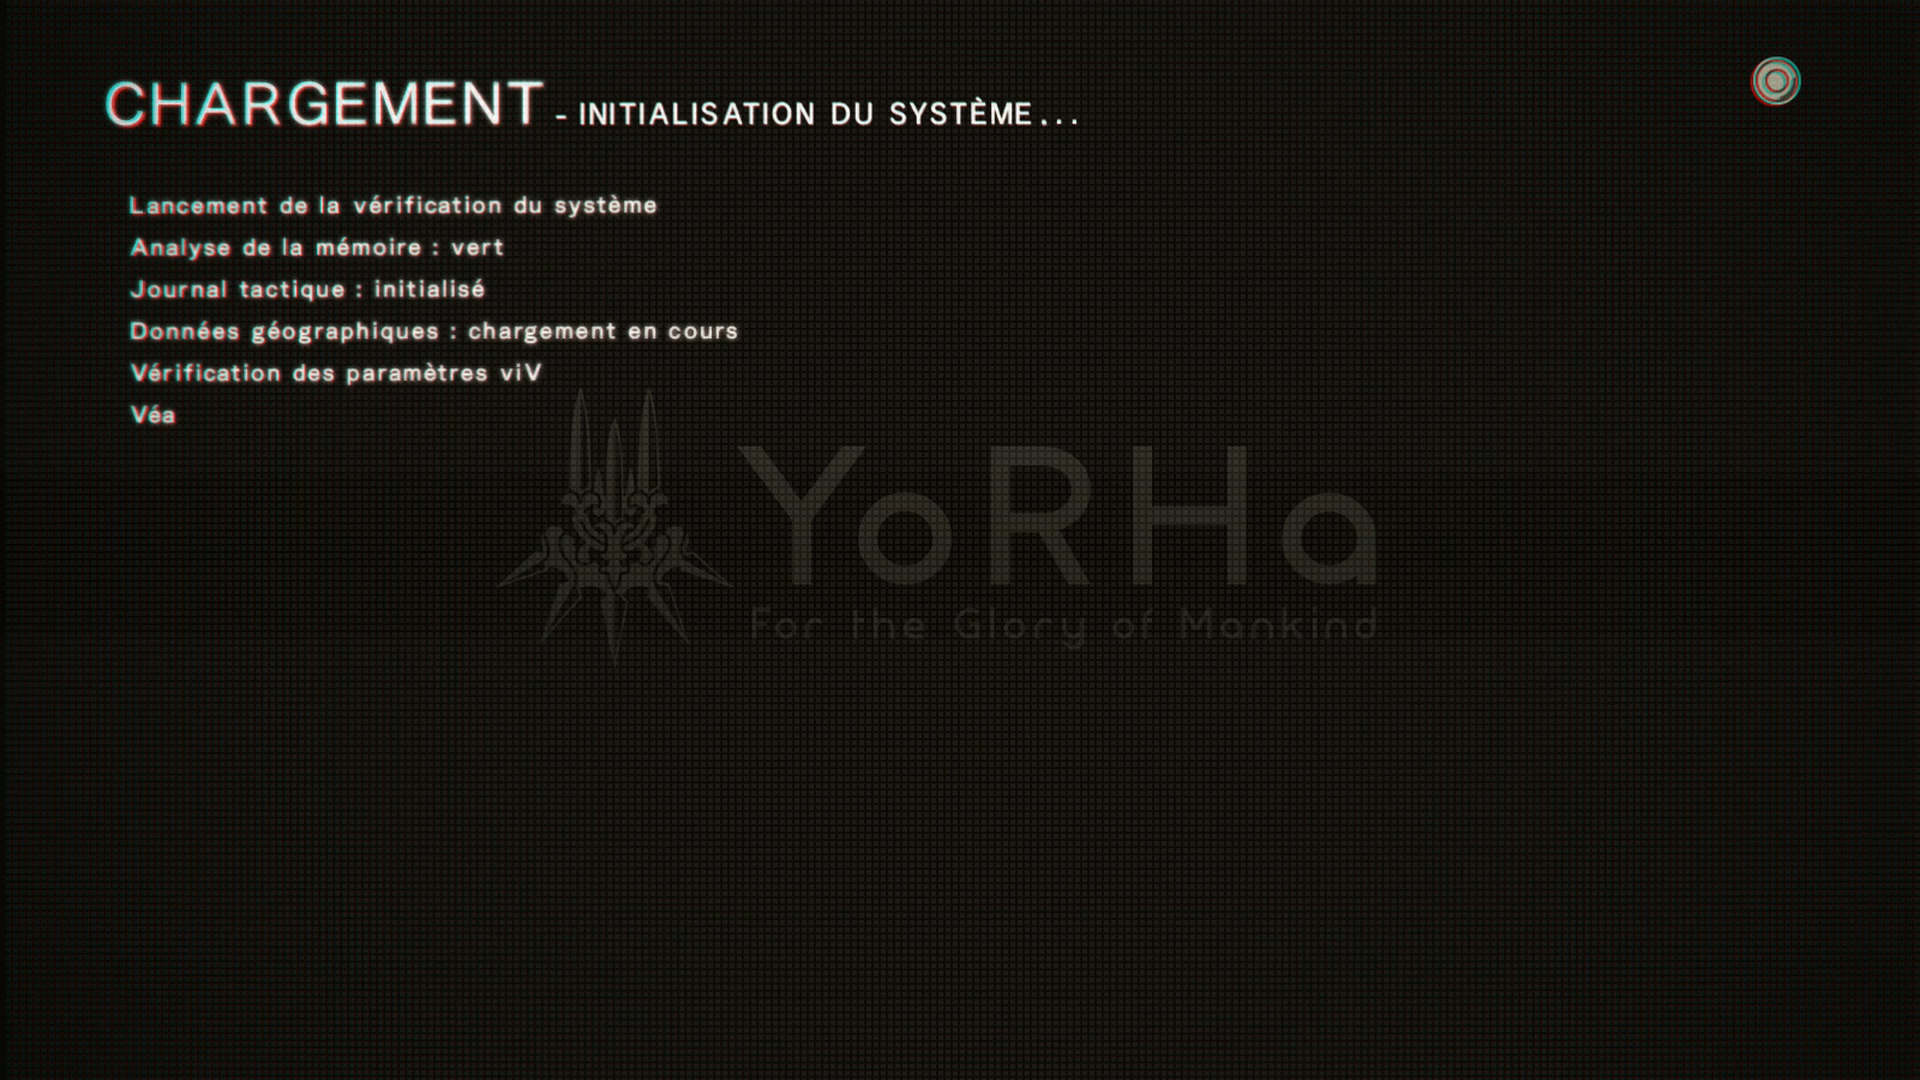 CHARGEMENT - INITIALISATION DU SYSTÈME...
Lancement de la vérification du système
Analyse de la mémoire : vert
Journal tactique : initialisé
Données géographiques : chargement en cours
Vérification des paramètres viV
Véa
YoRHa
For the Glory of Mankind